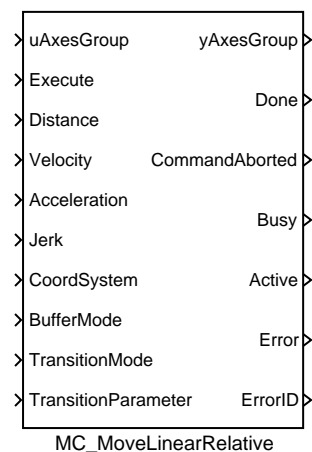 uAxesGroup yAxesGroup
Execute
Done
Distance
Velocity CommandAborted
Acceleration
Busy
Jerk
CoordSystem Active
BufferMode
Error
TransitionMode
TransitionParameter ErrorID
MC_MoveLinearRelative